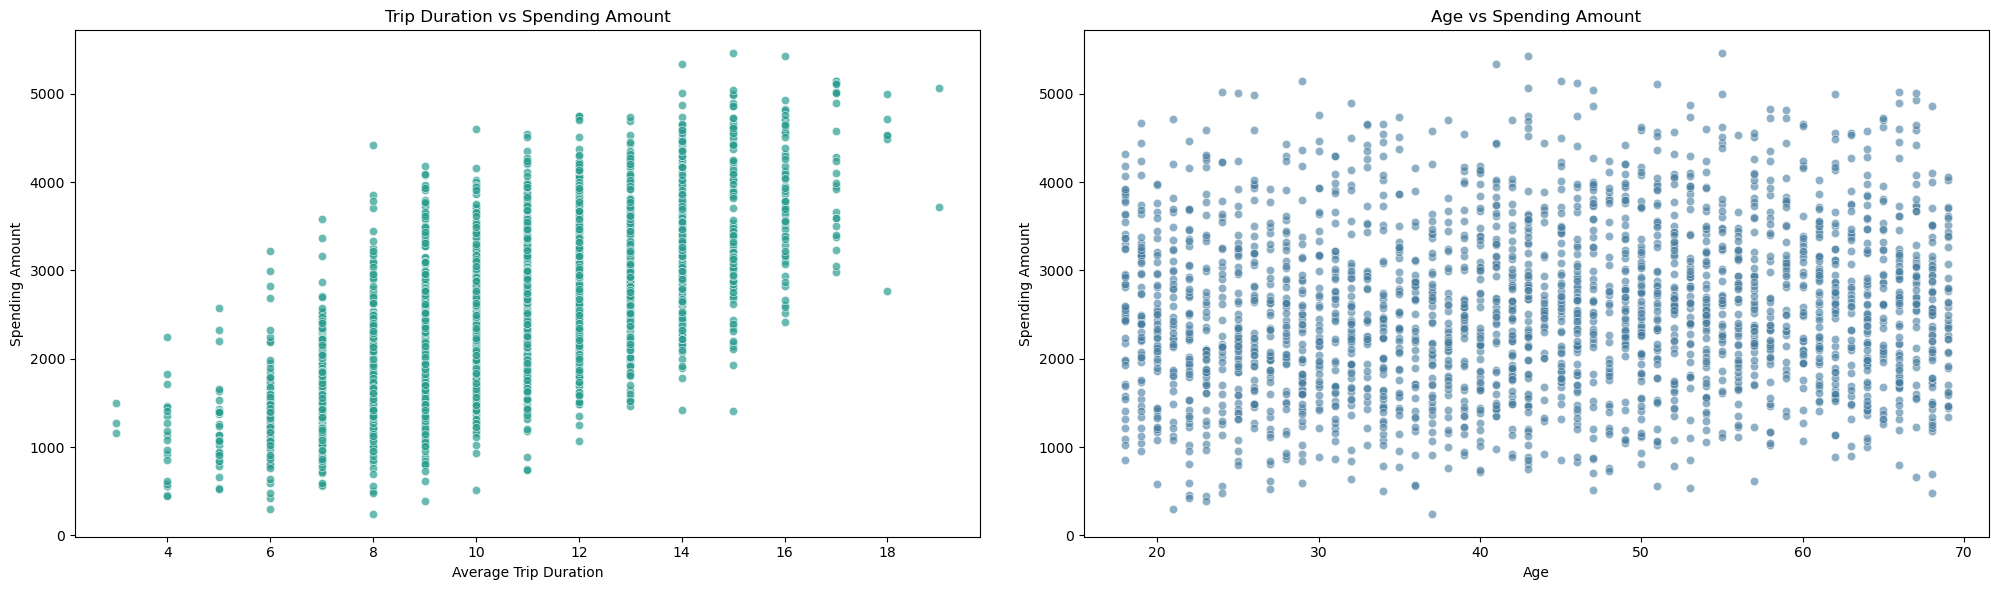 Trip Duration vs Spending Amount
Spending Amount
5000
4000
3000
2000
1000
0
4 6 8 10 12 14 16 18
Average Trip Duration
Age vs Spending Amount
Spending Amount
5000
4000
3000
2000
1000
0
20 30 40 50 60 70
Age